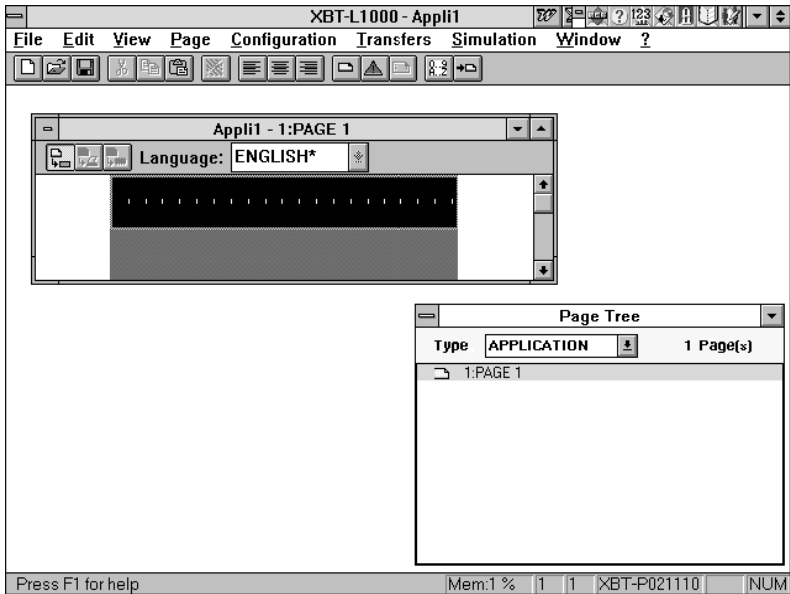 XBT-L1000 - Appli1
File Edit View Page Configuration Transfers Simulation Window ?
Appli1 - 1:PAGE 1
Language: ENGLISH*
Page Tree
Type APPLICATION 1 Page(s)
1:PAGE 1
Press F1 for help Mem:1 % 1 1 XBT-P021110 NUM